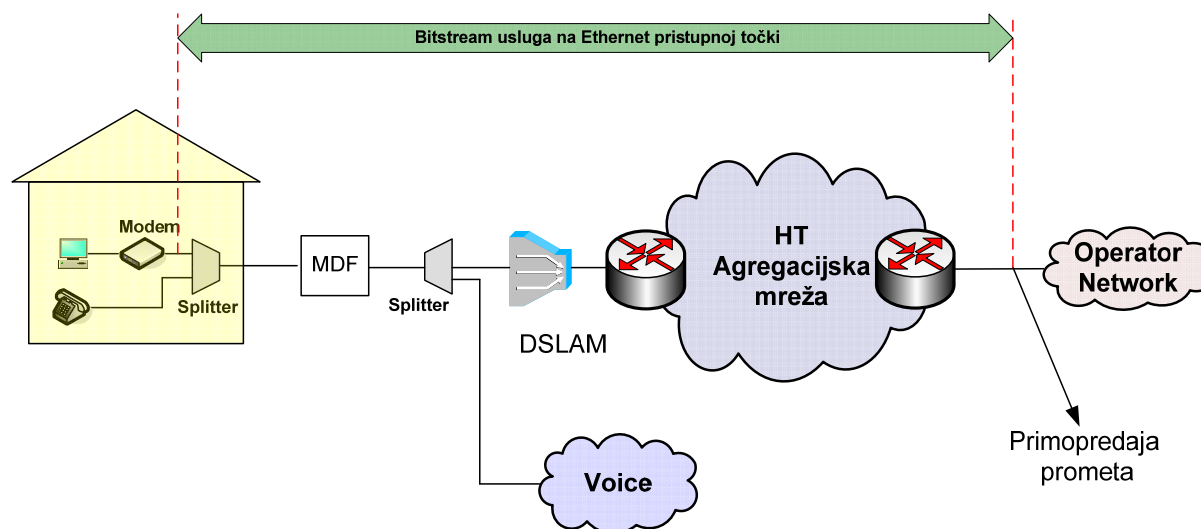 Bitstream usluga na Ethernet pristupnoj točki
Modem
Splitter
MDF
Splitter
DSLAM
HT
Agregacijska
mreža
Operator
Network
Voice
Primopredaja
prometa